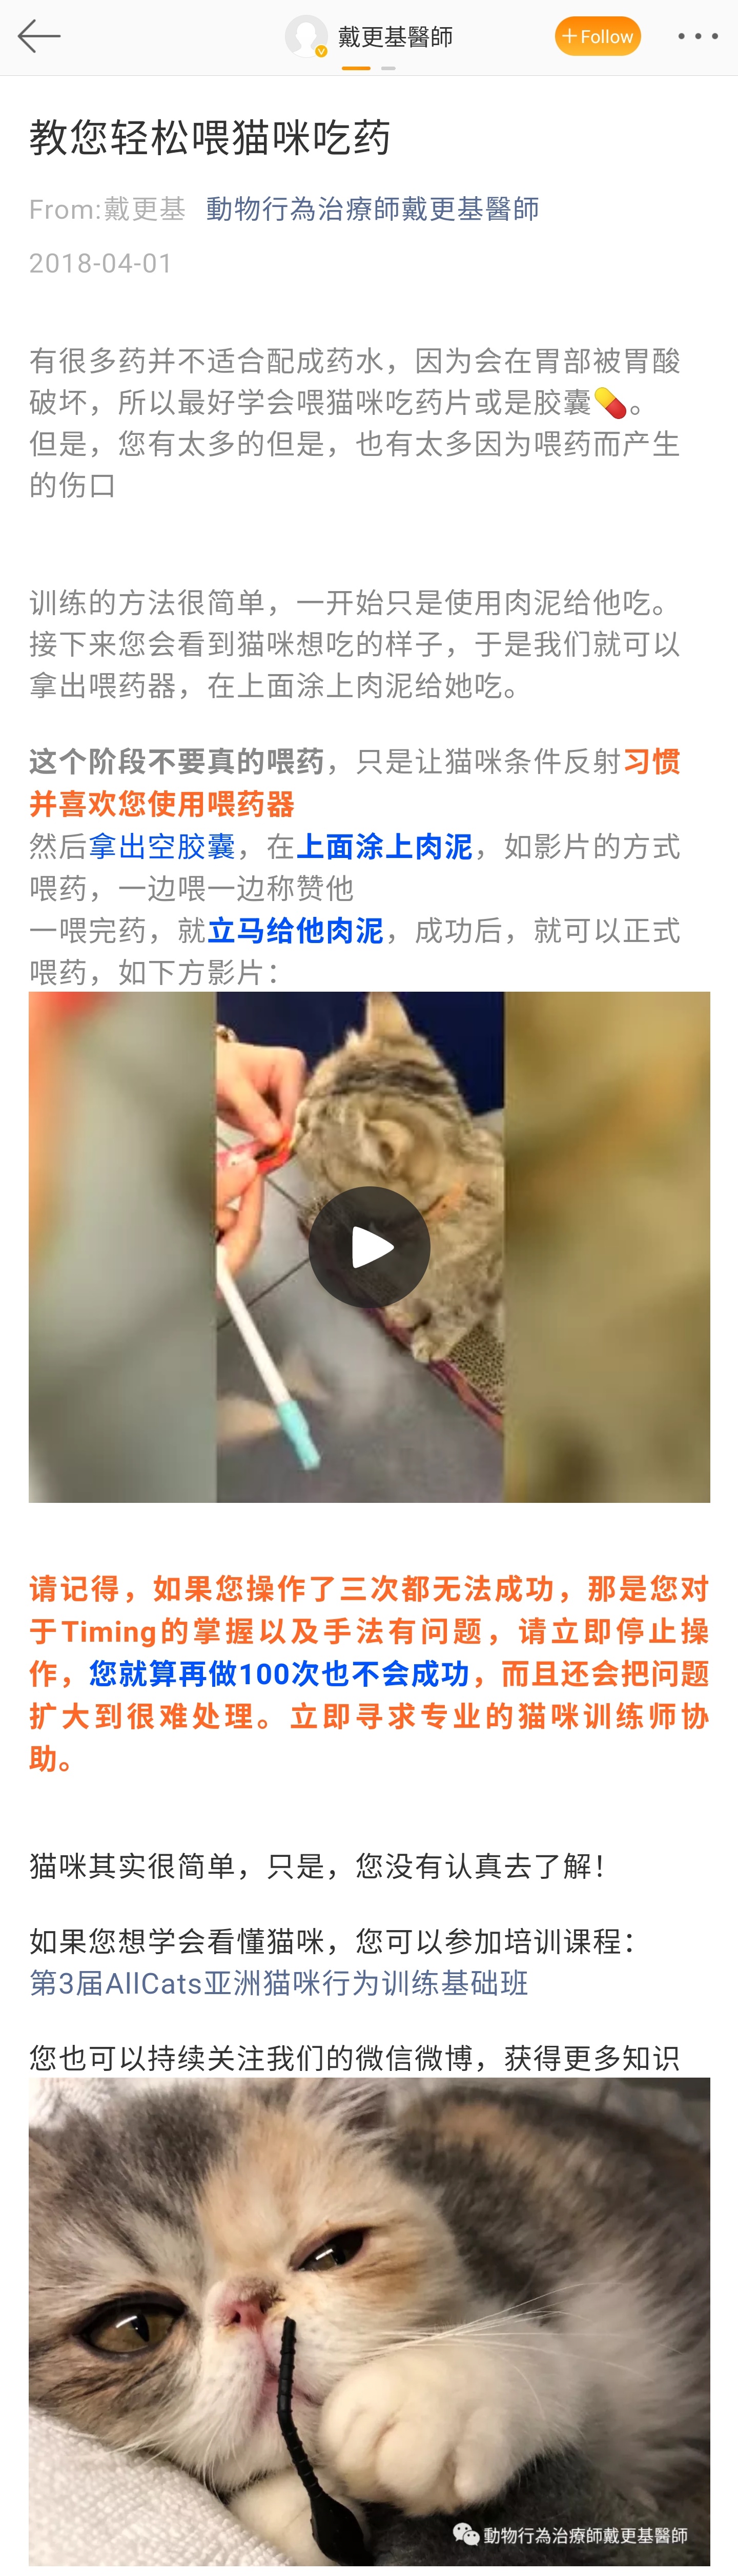 戴更基醫師
+Follow
教您轻松喂猫咪吃药
From:戴更基 動物行為治療師戴更基醫師
2018-04-01
有很多药并不适合配成药水，因为会在胃部被胃酸
破坏，所以最好学会喂猫咪吃药片或是胶囊💊。
但是，您有太多的但是，也有太多因为喂药而产生
的伤口
训练的方法很简单，一开始只是使用肉泥给他吃。
接下来您会看到猫咪想吃的样子，于是我们就可以
拿出喂药器，在上面涂上肉泥给她吃。
这个阶段不要真的喂药，只是让猫咪条件反射习惯
并喜欢您使用喂药器
然后拿出空胶囊，在上面涂上肉泥，如影片的方式
喂药，一边喂一边称赞他
一喂完药，就立马给他肉泥，成功后，就可以正式
喂药，如下方影片：
请记得，如果您操作了三次都无法成功，那是您对
于Timing的掌握以及手法有问题，请立即停止操
作，您就算再做100次也不会成功，而且还会把问题
扩大到很难处理。立即寻求专业的猫咪训练师协
助。
猫咪其实很简单，只是，您没有认真去了解！
如果您想学会看懂猫咪，您可以参加培训课程：
第3届AllCats亚洲猫咪行为训练基础班
您也可以持续关注我们的微信微博，获得更多知识
動物行為治療師戴更基醫師